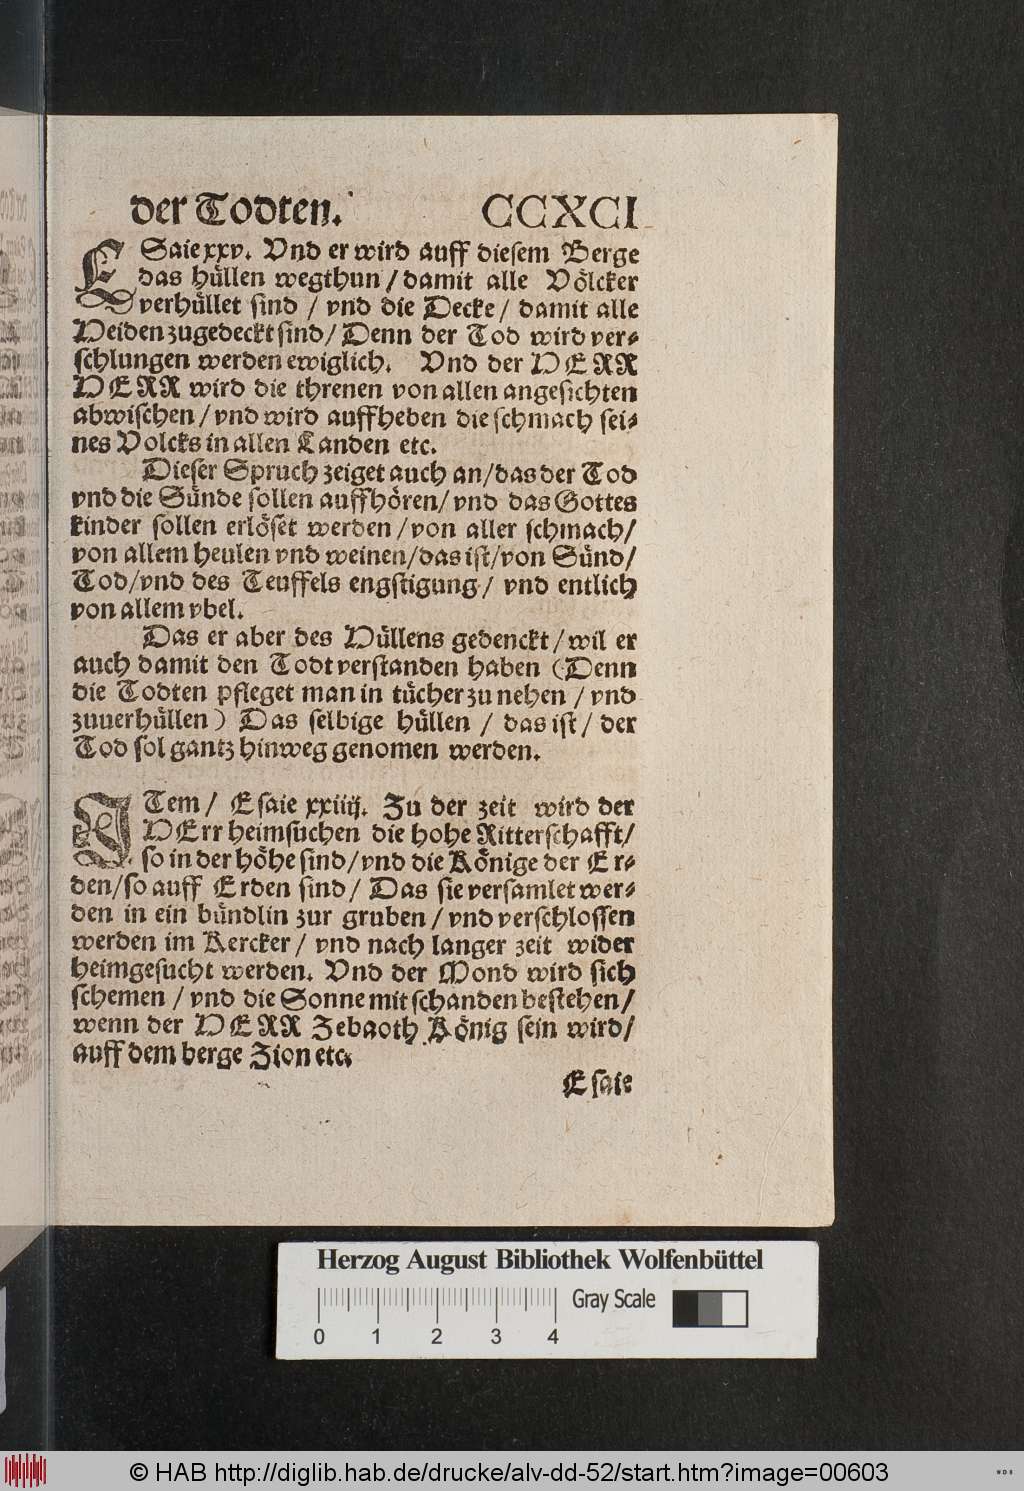 der Todten. CCXCI
ESaie xxv. Vnd er wird auff diesem Berge
das hüllen wegthun / damit alle Völcker
verhüllet sind / vnd die Decke / damit alle
Heiden zugedeckt sind / Denn der Tod wird ver-
schlungen werden ewiglich. Vnd der HERR
HERR wird die threnen von allen angesichten
abwischen / vnd wird auffheben die schmach sei-
nes Volcks in allen Landen etc.
Dieser Spruch zeiget auch an / das der Tod
vnd die Sünde sollen auffhören / vnd das Gottes
kinder sollen erlöset werden / von aller schmach /
von allem heulen vnd weinen / das ist / von Sünd /
Tod / vnd des Teuffels engstigung / vnd entlich
von allem vbel.
Das er aber des Hüllens gedenckt / wil er
auch damit den Todt verstanden haben (Denn
die Todten pfleget man in tücher zu nehen / vnd
zuuerhüllen) Das selbige hüllen / das ist / der
Tod sol gantz hinweg genomen werden.
ITem / Esaie xxiiij. Zu der zeit wird der
HErr heimsuchen die hohe Ritterschafft /
so in der höhe sind / vnd die Könige der Er-
den / so auff Erden sind / Das sie versamlet wer-
den in ein bündlin zur gruben / vnd verschlossen
werden im Kercker / vnd nach langer zeit wider
heimgesucht werden. Vnd der Mond wird sich
schemen / vnd die Sonne mit schanden bestehen /
wenn der HERR Zebaoth König sein wird /
auff dem berge Zion etc.
Esaie
Herzog August Bibliothek Wolfenbüttel
Gray Scale
0 1 2 3 4
© HAB http://diglib.hab.de/drucke/alv-dd-52/start.htm?image=00603